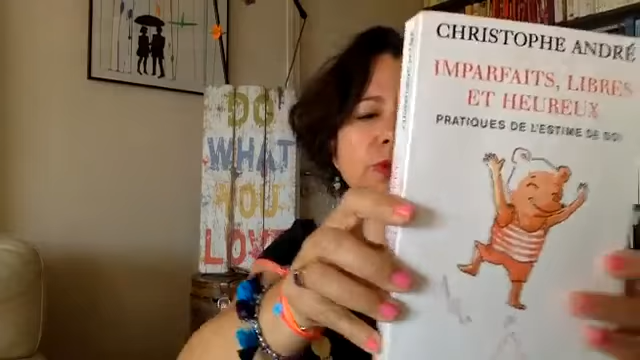 DO
WHAT
YOU
LOVE
CHRISTOPHE ANDRÉ
IMPARFAITS, LIBRES
ET HEUREUX
PRATIQUES DE L'ESTIME DE SOI